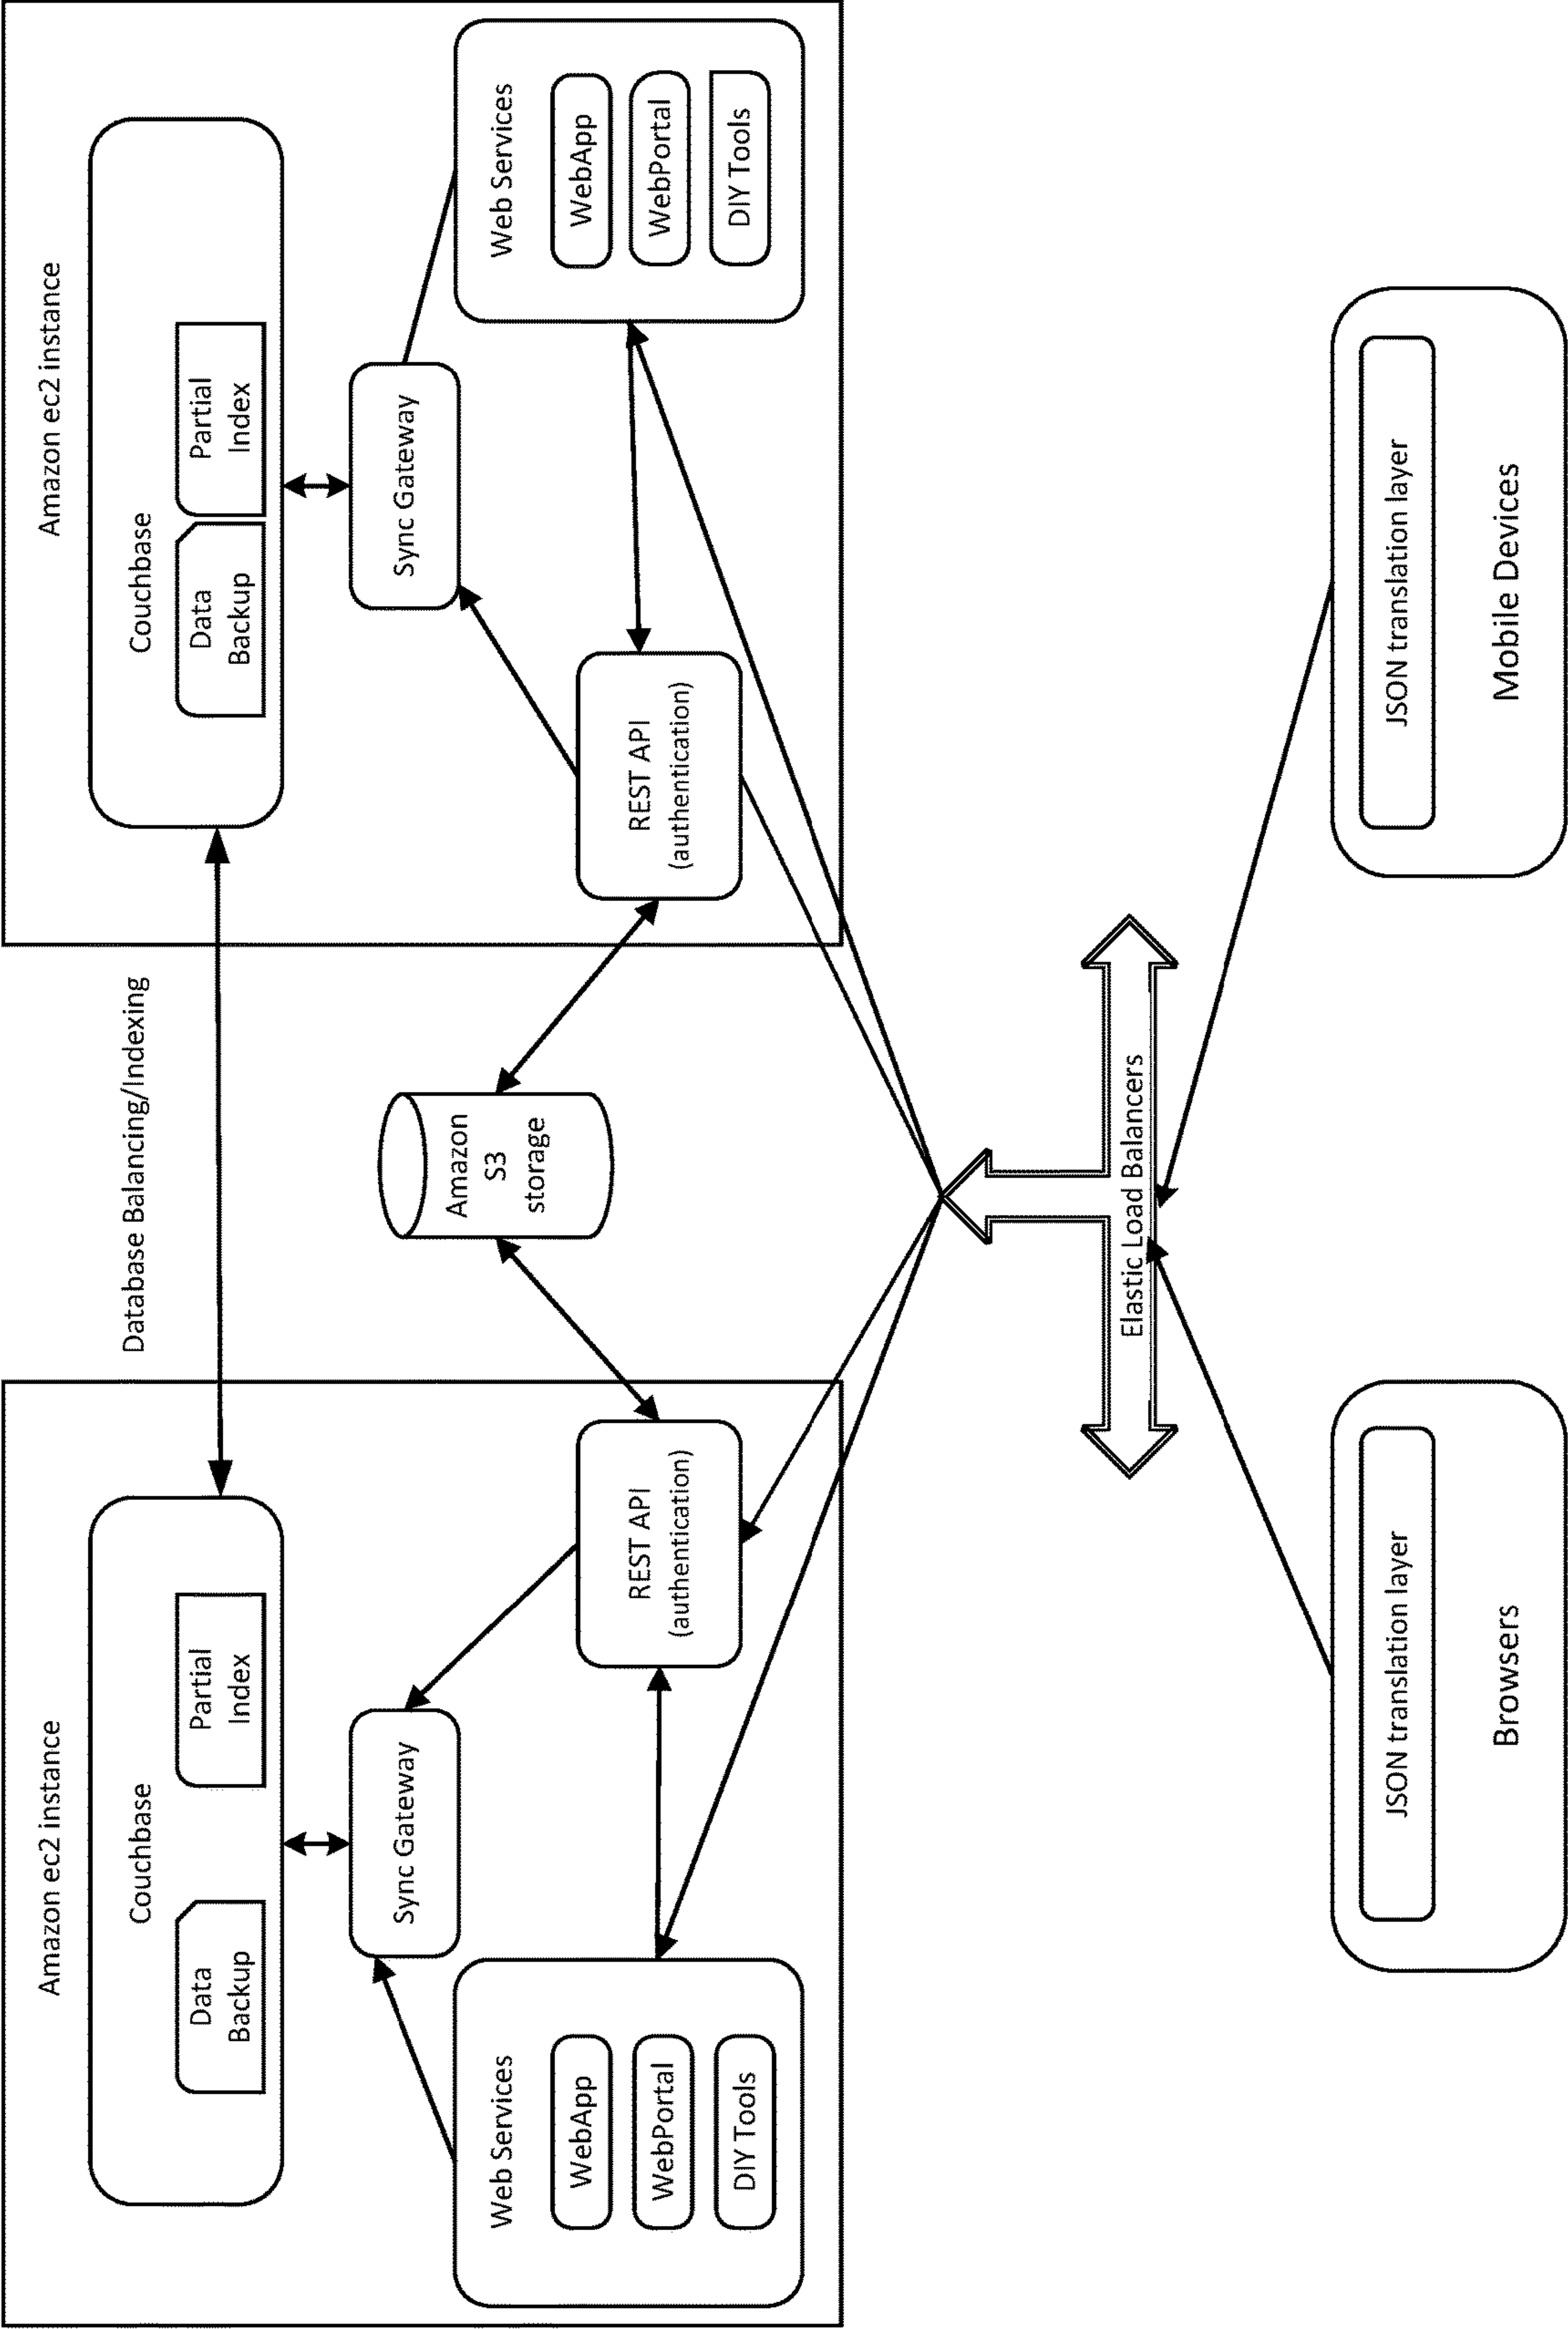 Amazon ec2 instance
Couchbase
Data
Backup
Partial
Index
Sync Gateway
Web Services
WebApp
WebPortal
DIY Tools
REST API
(authentication)
Database Balancing/Indexing
Amazon
S3
storage
Amazon ec2 instance
Couchbase
Data
Backup
Partial
Index
Sync Gateway
REST API
(authentication)
Web Services
WebApp
WebPortal
DIY Tools
Elastic Load Balancers
JSON translation layer
Browsers
JSON translation layer
Mobile Devices